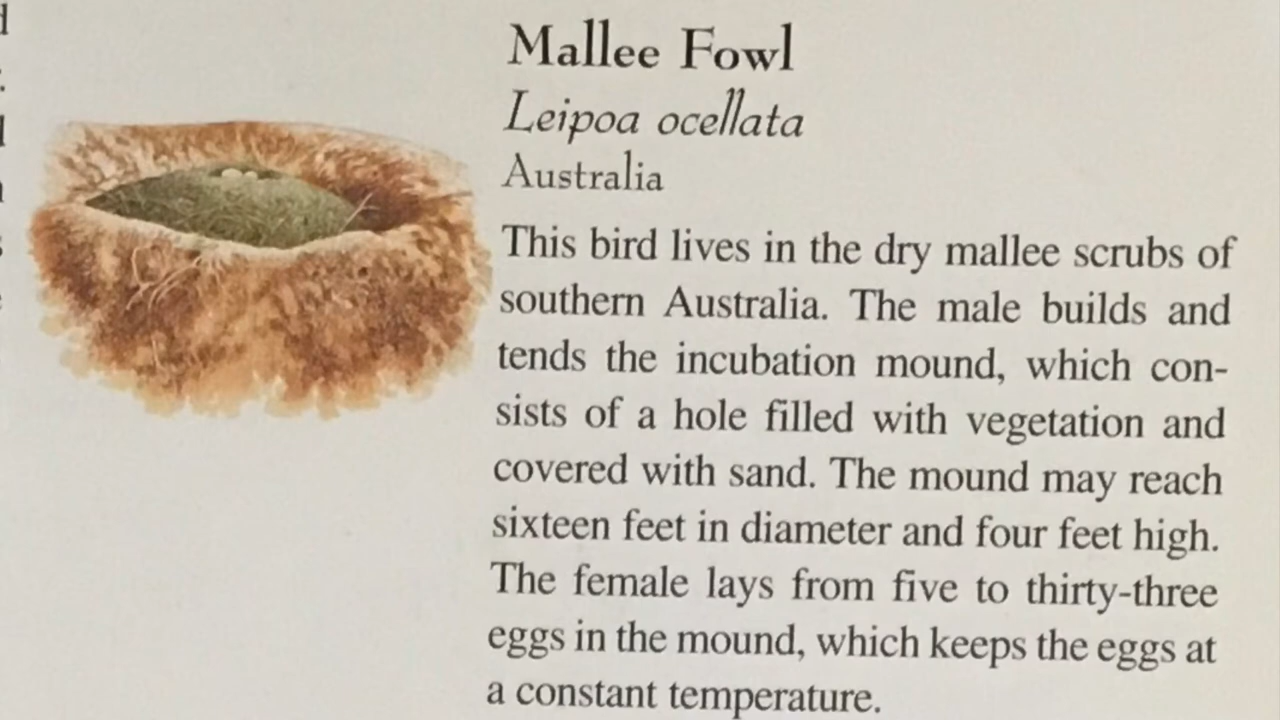 Mallee Fowl
Leipoa ocellata
Australia
This bird lives in the dry mallee scrubs of
southern Australia. The male builds and
tends the incubation mound, which con-
sists of a hole filled with vegetation and
covered with sand. The mound may reach
sixteen feet in diameter and four feet high.
The female lays from five to thirty-three
eggs in the mound, which keeps the eggs at
a constant temperature.